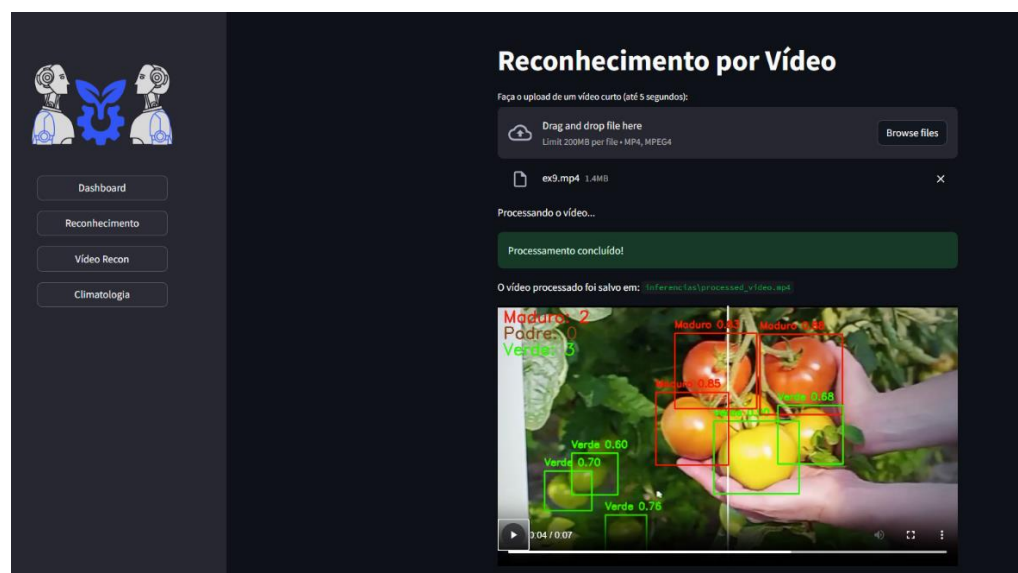 Dashboard
Reconhecimento
Vídeo Recon
Climatologia
Reconhecimento por Vídeo
Faça o upload de um vídeo curto (até 5 segundos):
Drag and drop file here
Limit 200MB per file • MP4, MPEG4
Browse files
ex9.mp4 1.4MB
Processando o vídeo...
Processamento concluído!
O vídeo processado foi salvo em: inferencias\processed_video.mp4
Maduro: 2
Podre: 0
Verde: 3
Maduro
Maduro
Maduro 0.85
Verde 0.68
Verde
Verde 0.60
Verde 0.70
Verde 0.76
0:04 / 0:07